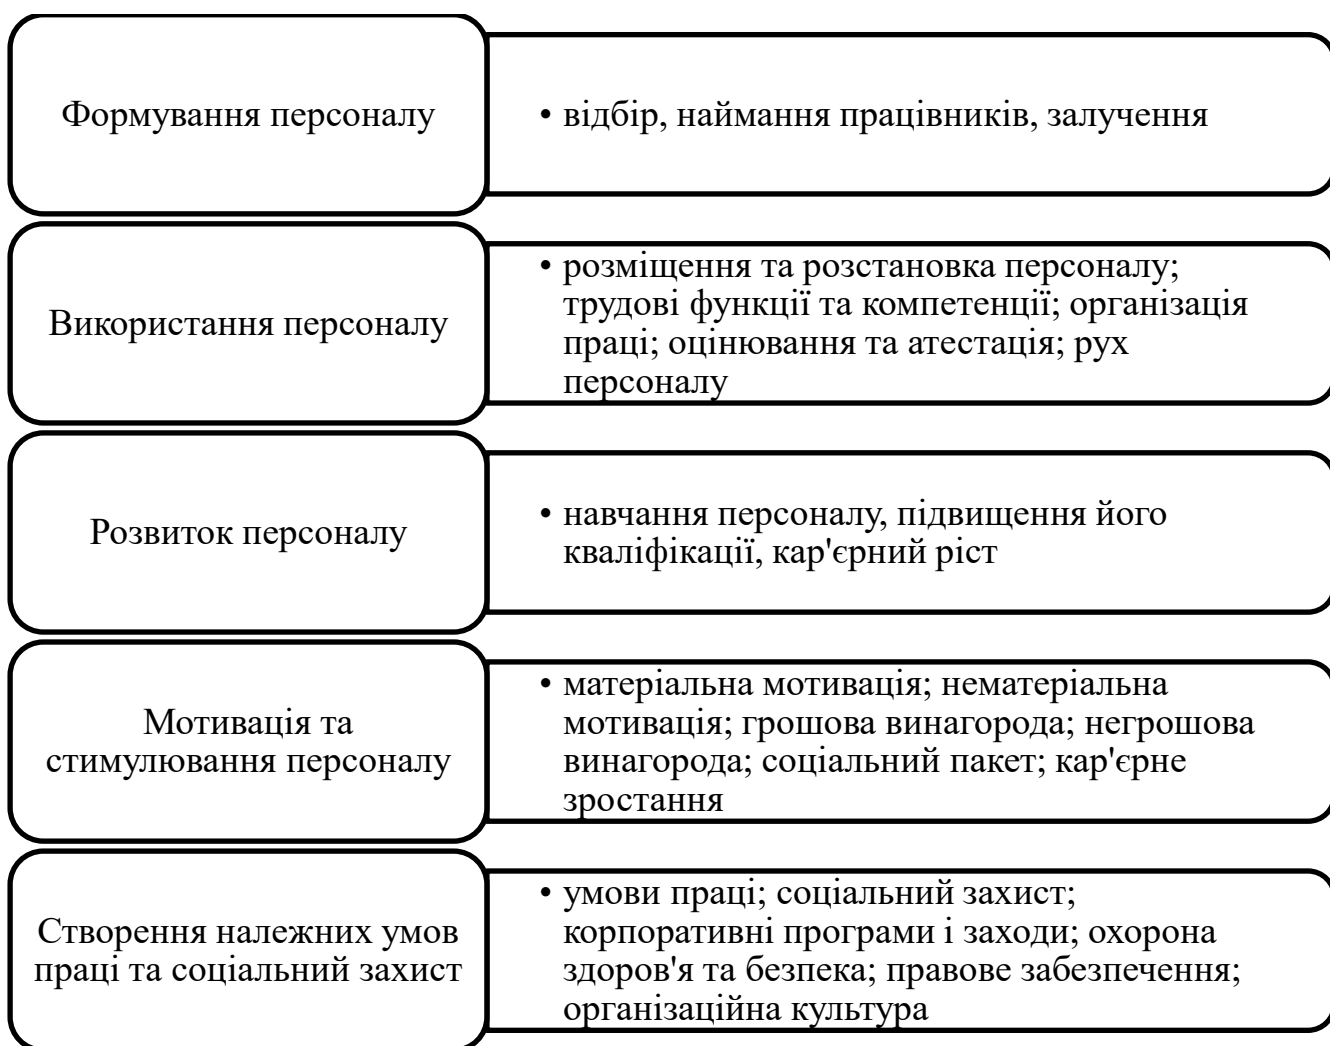 Формування персоналу
• відбір, наймання працівників, залучення
Використання персоналу
• розміщення та розстановка персоналу;
трудові функції та компетенції; організація
праці; оцінювання та атестація; рух
персоналу
Розвиток персоналу
• навчання персоналу, підвищення його
кваліфікації, кар'єрний ріст
Мотивація та
стимулювання персоналу
• матеріальна мотивація; нематеріальна
мотивація; грошова винагорода; негрошова
винагорода; соціальний пакет; кар'єрне
зростання
Створення належних умов
праці та соціальний захист
• умови праці; соціальний захист;
корпоративні програми і заходи; охорона
здоров'я та безпека; правове забезпечення;
організаційна культура